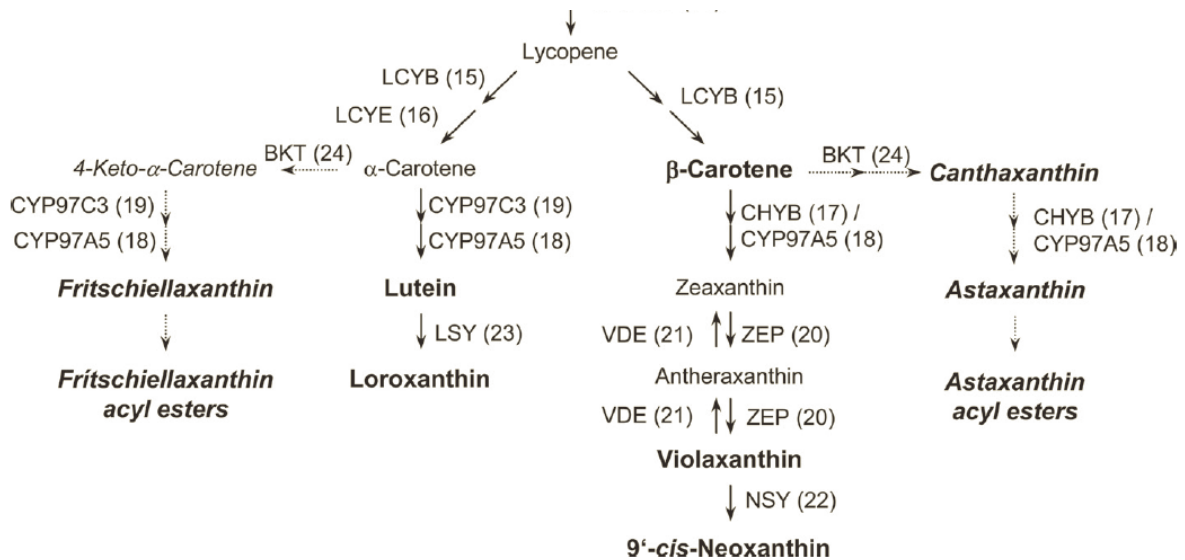 Lycopene
LCYB (15)
LCYB (15)
LCYE (16)
4-Keto-α-Carotene
BKT (24)
α-Carotene
β-Carotene
BKT (24)
Canthaxanthin
CYP97C3 (19)
CYP97A5 (18)
CYP97C3 (19)
CYP97A5 (18)
CHYB (17) /
CYP97A5 (18)
CHYB (17) /
CYP97A5 (18)
Fritschiellaxanthin
Lutein
Zeaxanthin
Astaxanthin
LSY (23)
VDE (21)
ZEP (20)
Fritschiellaxanthin
acyl esters
Loroxanthin
Antheraxanthin
Astaxanthin
acyl esters
VDE (21)
ZEP (20)
Violaxanthin
NSY (22)
9'-cis-Neoxanthin